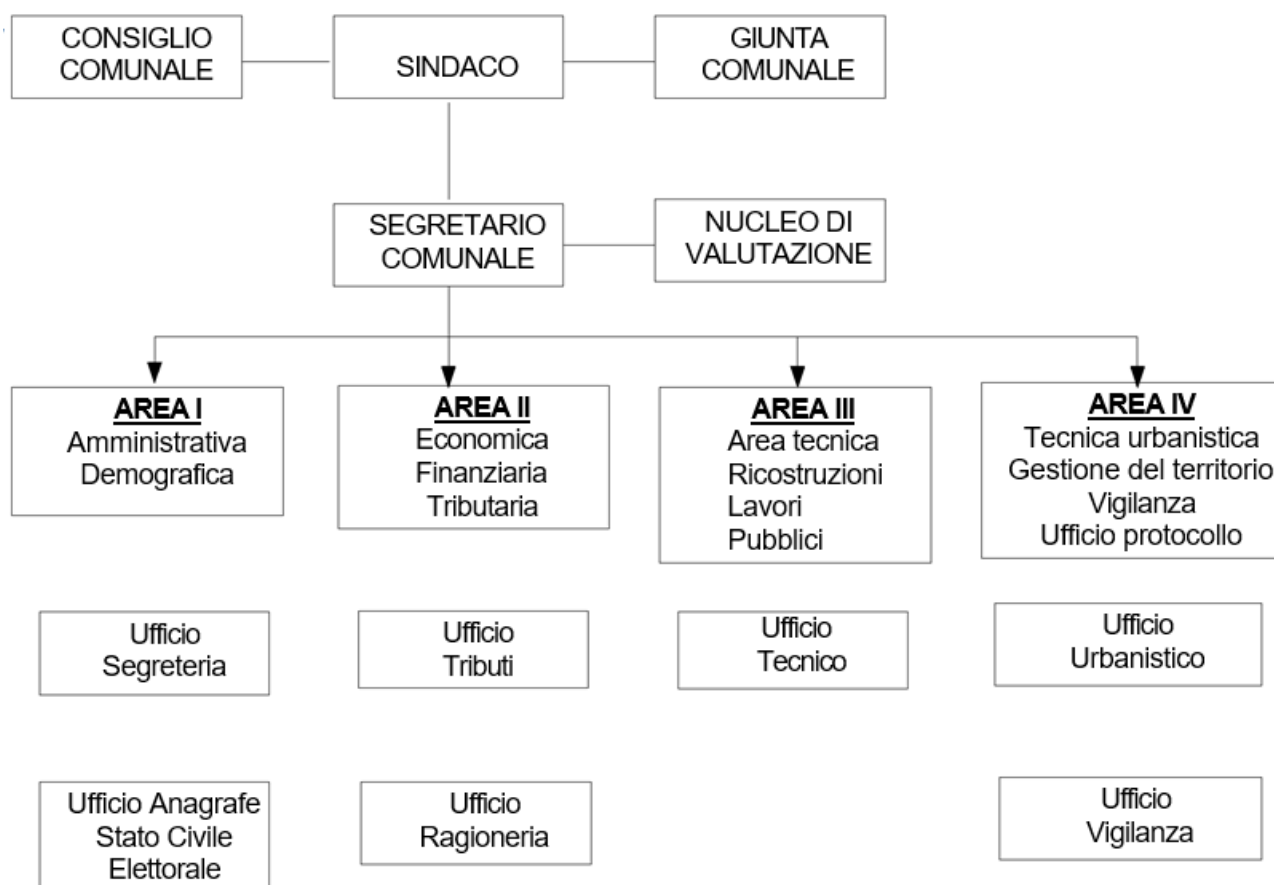 CONSIGLIO
COMUNALE
SINDACO
GIUNTA
COMUNALE
SEGRETARIO
COMUNALE
NUCLEO DI
VALUTAZIONE
AREA I
Amministrativa
Demografica
AREA II
Economica
Finanziaria
Tributaria
AREA III
Area tecnica
Ricostruzioni
Lavori
Pubblici
AREA IV
Tecnica urbanistica
Gestione del territorio
Vigilanza
Ufficio protocollo
Ufficio
Segreteria
Ufficio
Tributi
Ufficio
Tecnico
Ufficio
Urbanistico
Ufficio Anagrafe
Stato Civile
Elettorale
Ufficio
Ragioneria
Ufficio
Vigilanza